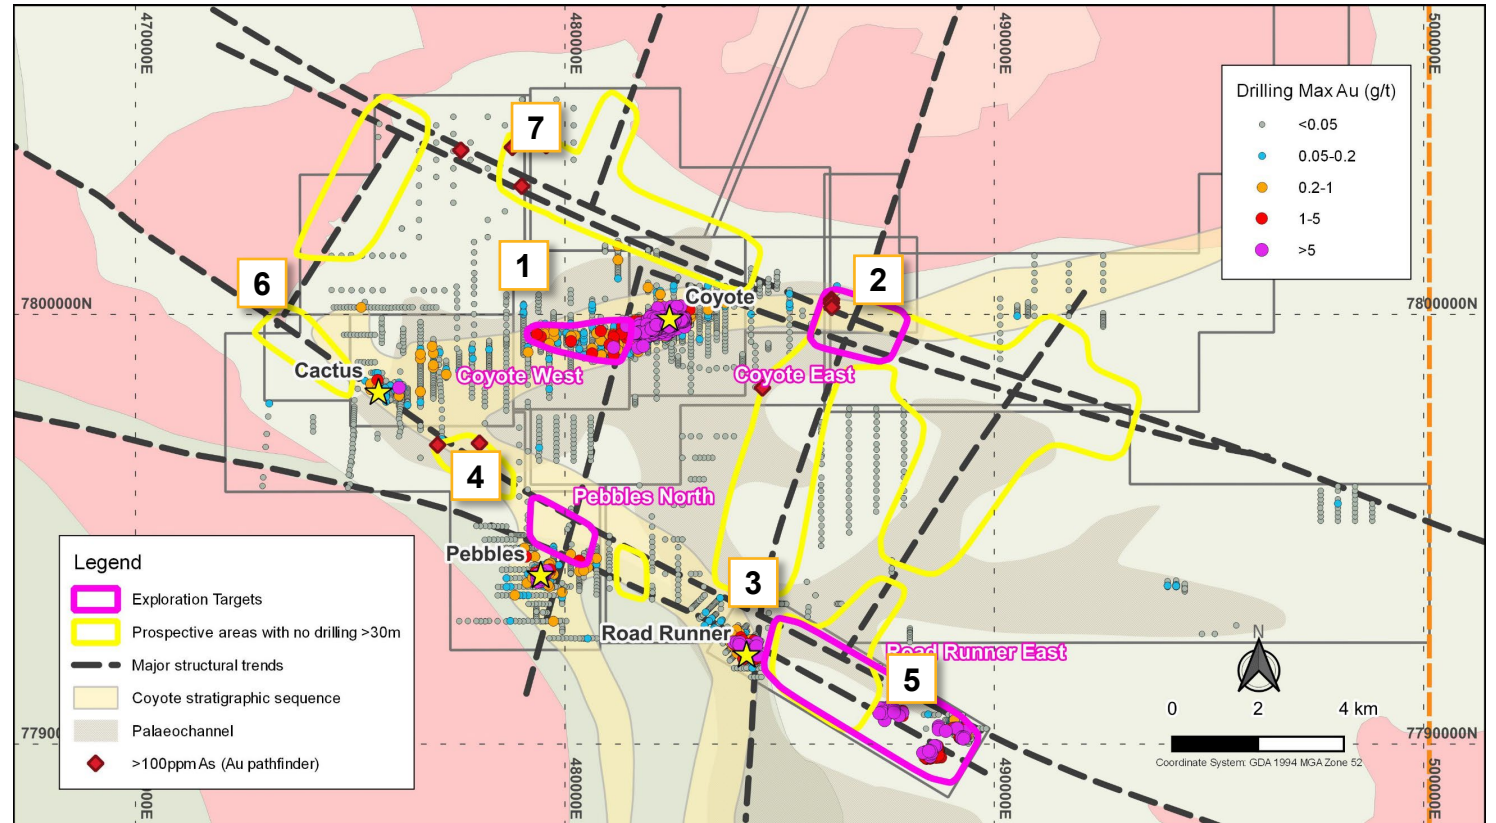 470000E
480000E
490000E
500000E
Drilling Max Au (g/t)
<0.05
0.05-0.2
0.2-1
1-5
>5
7
1
2
6
Coyote
7800000N
7800000N
Cactus
Coyote West
Coyote East
4
Pebbles North
Pebbles
3
Road Runner
Road Runner East
5
Legend
Exploration Targets
Prospective areas with no drilling >30m
Major structural trends
Coyote stratigraphic sequence
Palaeochannel
>100ppm As (Au pathfinder)
N
0 2 4 km
Coordinate System: GDA 1994 MGA Zone 52
7790000N
480000E
490000E
500000E